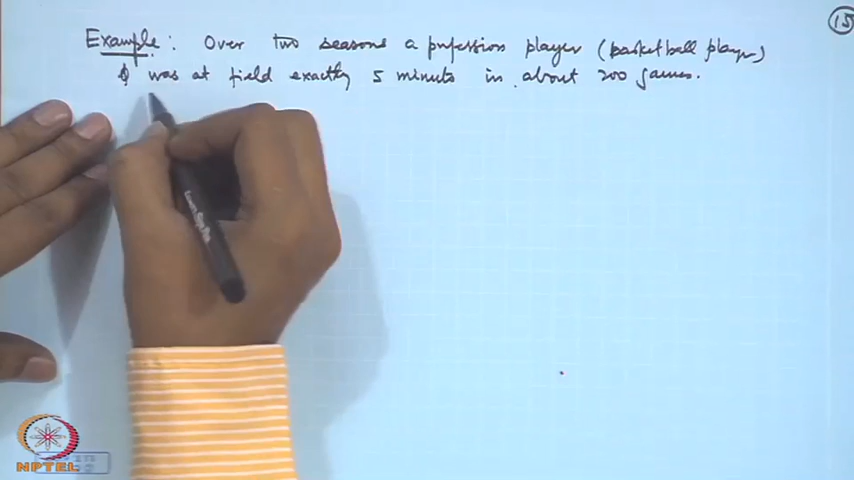 15
Example: Over two seasons a profession player (basketball player)
was at field exactly 5 minute in about 200 games.
NPTEL